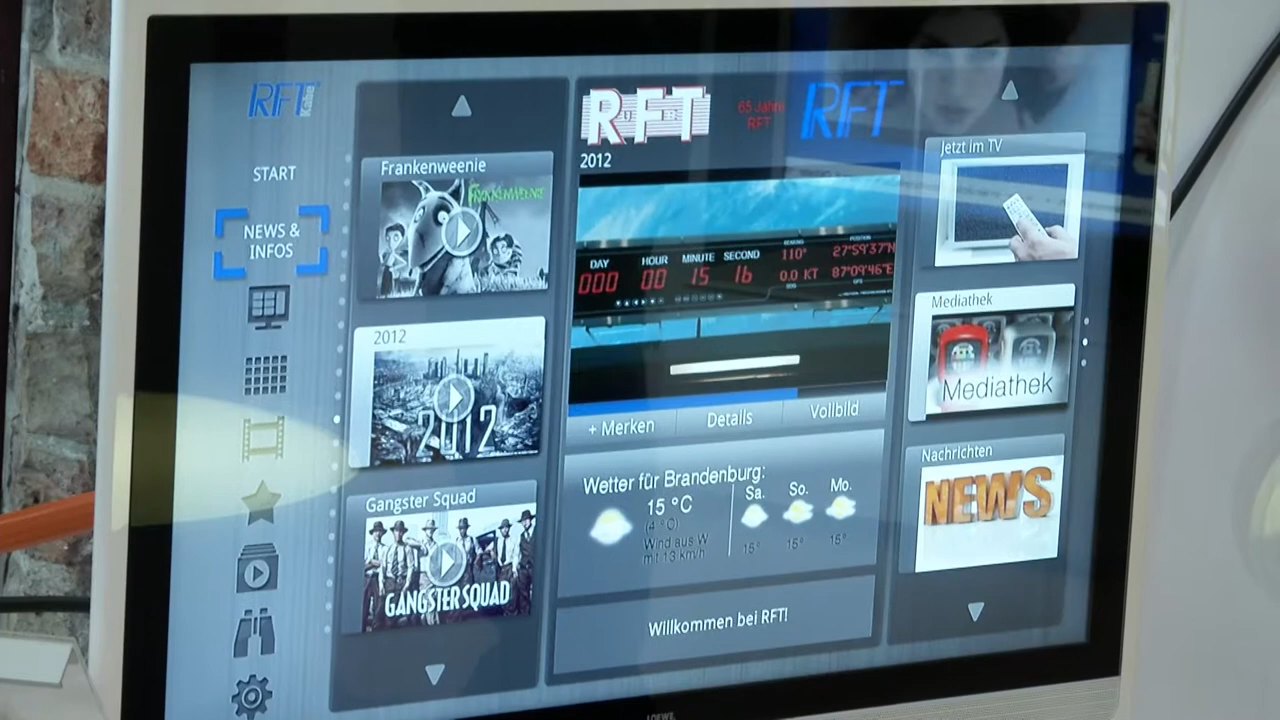 RFT
START
NEWS &
INFOS
Frankenweenie
FRANKENWEENIE
2012
2012
Gangster Squad
GANGSTER SQUAD
RFT
65 Jahre
RFT
RFT
2012
DAY HOUR MINUTE SECOND
000 00 15 16
110°
0.0 KT
POSITION
27°59'37"N
87°09'46"E
+ Merken Details Vollbild
Wetter für Brandenburg:
15 °C
(4 °C)
Wind aus W
mit 13 km/h
Sa. So. Mo.
15° 15° 15°
Willkommen bei RFT!
Jetzt im TV
Mediathek
Mediathek
Nachrichten
NEWS
LOEWE.